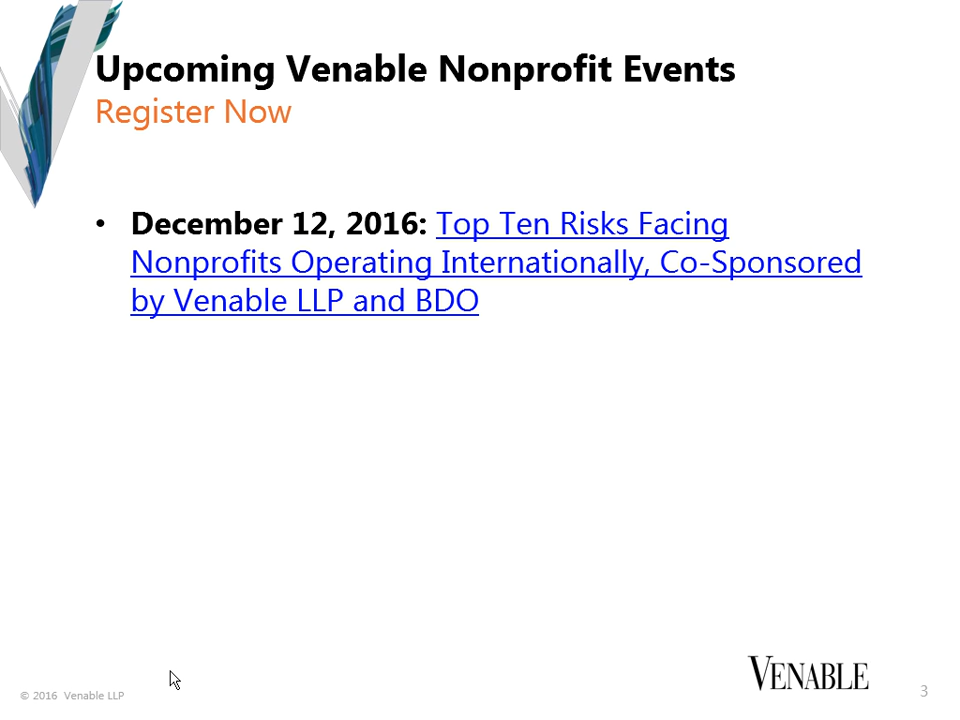 Upcoming Venable Nonprofit Events
Register Now
• December 12, 2016: Top Ten Risks Facing
Nonprofits Operating Internationally, Co-Sponsored
by Venable LLP and BDO
© 2016 Venable LLP
VENABLE
3